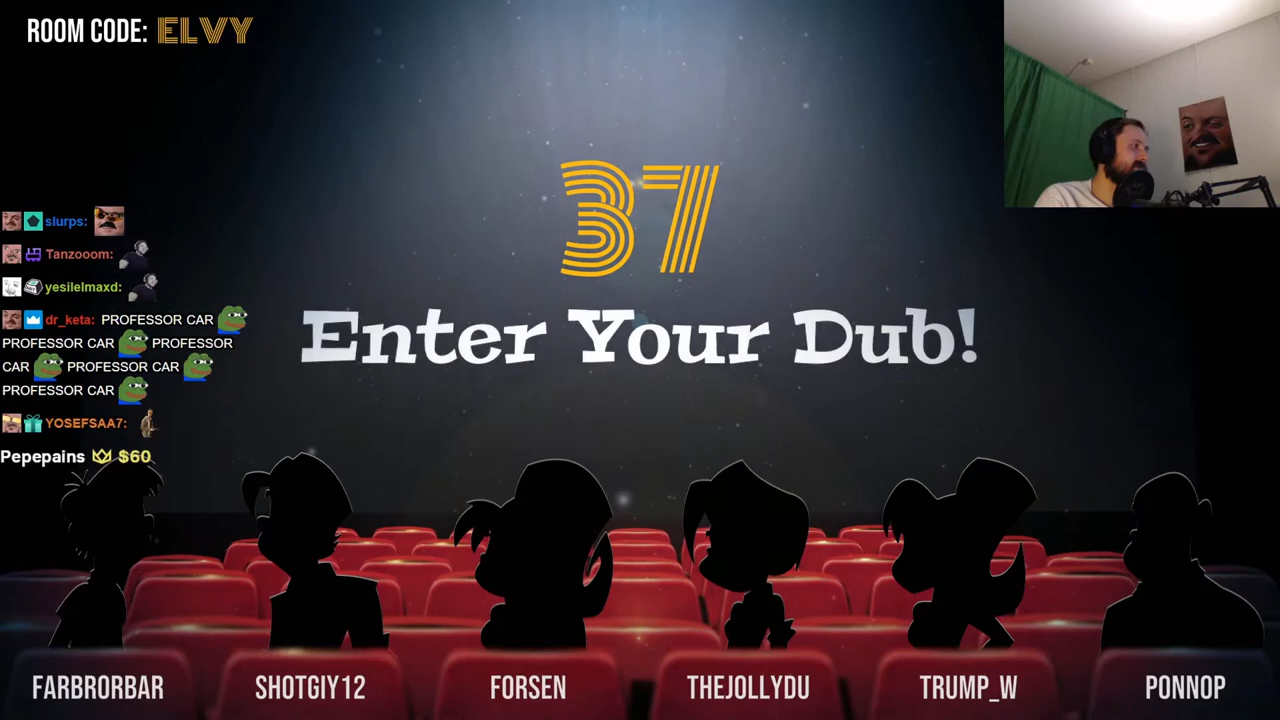 ROOM CODE: ELVY
37
Enter Your Dub!
slurps:
Tanzooom:
yesilelmaxd:
dr_keta: PROFESSOR CAR
PROFESSOR CAR PROFESSOR
CAR PROFESSOR CAR
PROFESSOR CAR
YOSEFSAA7:
Pepepains $60
FARBRORBAR
SHOTGIY12
FORSEN
THEJOLLYDU
TRUMP_W
PONNOP